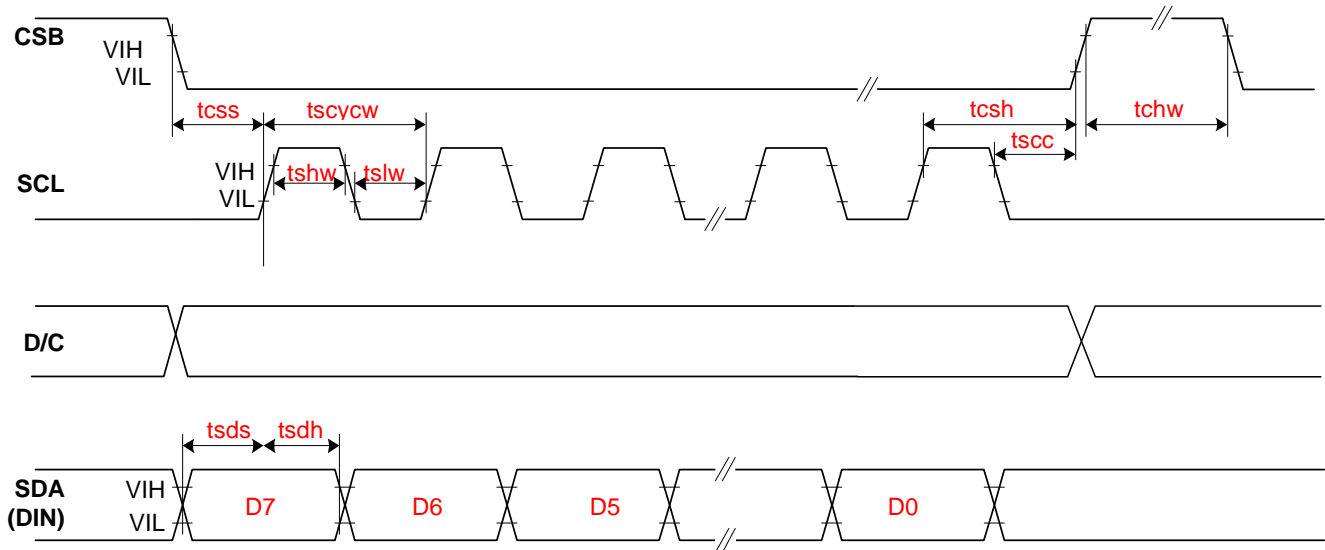 CSB
VIH
VIL
tcss
tscycw
tcsh
tchw
tscc
SCL
VIH
VIL
tshw
tslw
D/C
tsds
tsdh
SDA
(DIN)
VIH
VIL
D7
D6
D5
D0